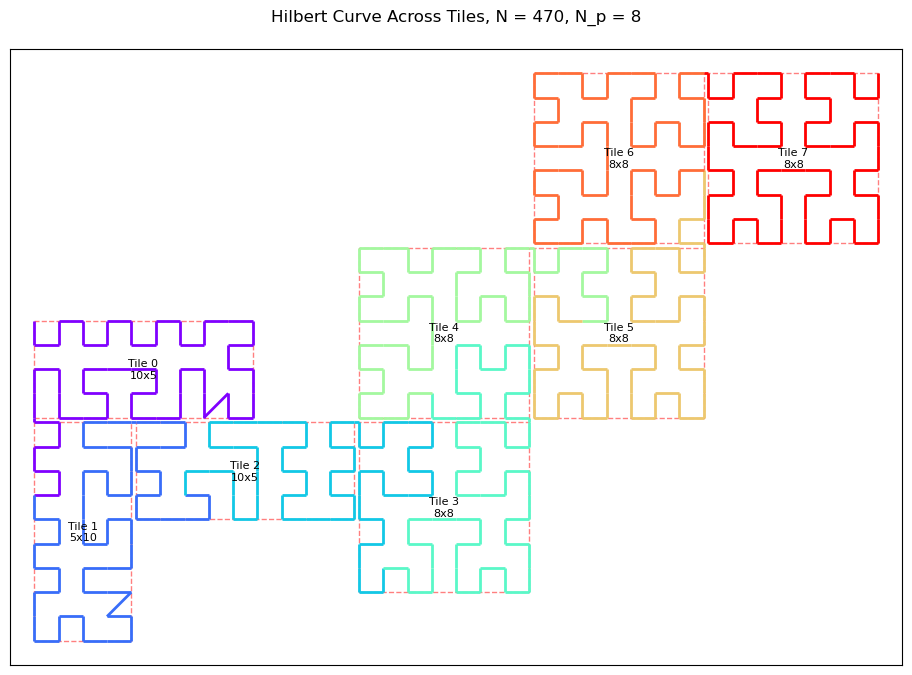 Hilbert Curve Across Tiles, N = 470, N_p = 8
Tile 6
8x8
Tile 7
8x8
Tile 4
8x8
Tile 5
8x8
Tile 0
10x5
Tile 2
10x5
Tile 3
8x8
Tile 1
5x10